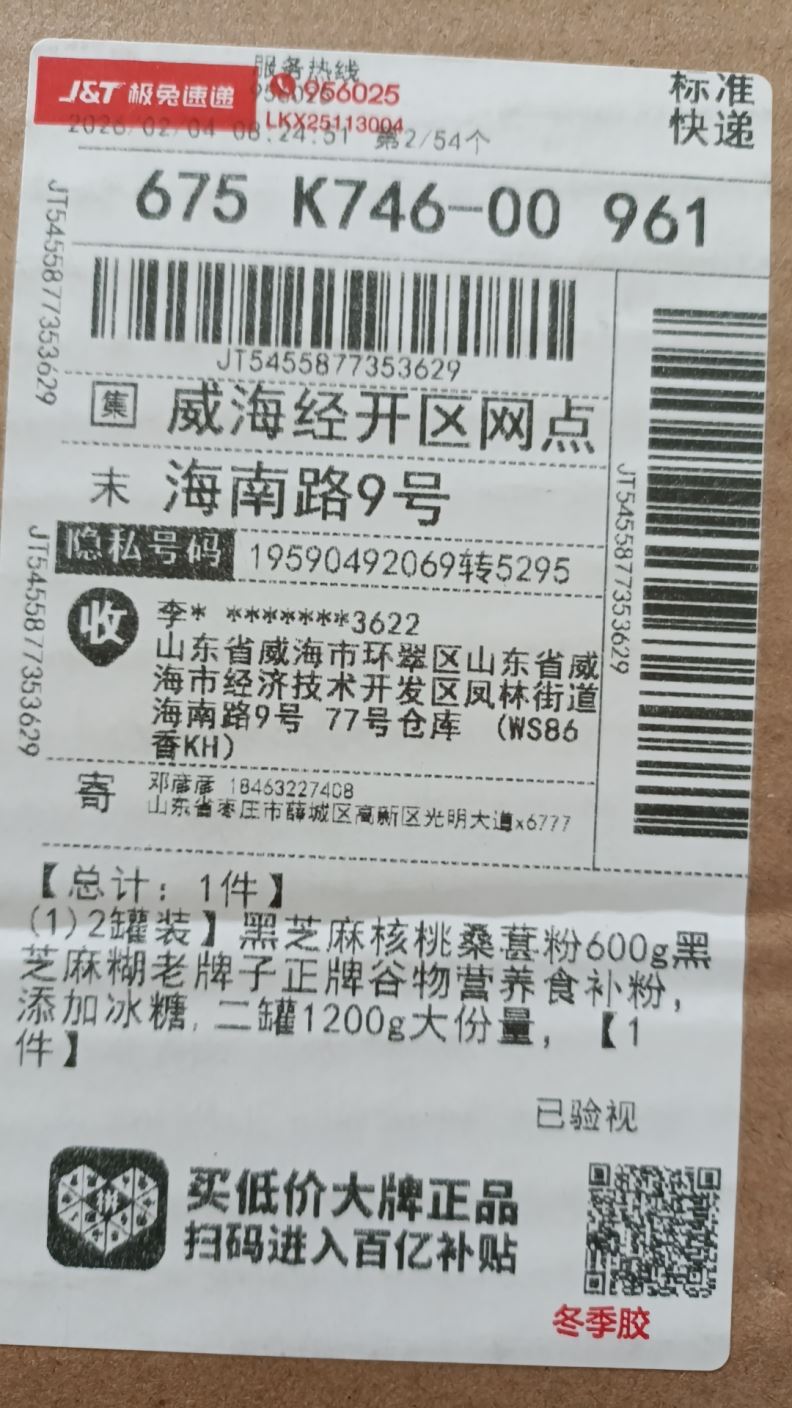 J&T 极兔速递
服务热线
956025
标准
快递
LKX25113004
2026/02/04 08:24:51 第2/54个
675 K746-00 961
JT5455877353629
JT5455877353629
集 威海经开区网点
末 海南路9号
JT5455877353629
隐私号码 19590492069转5295
JT5455877353629
收 李* *******3622
山东省威海市环翠区山东省威
海市经济技术开发区凤林街道
海南路9号 77号仓库 (WS86
香KH)
寄 邓彦彦 18463227408
山东省枣庄市薛城区高新区光明大道x6777
【总计: 1件】
(1)2罐装】黑芝麻核桃桑葚粉600g黑
芝麻糊老牌子正牌谷物营养食补粉,
添加冰糖,二罐1200g大份量, 【1
件】
已验视
买低价大牌正品
扫码进入百亿补贴
冬季胶